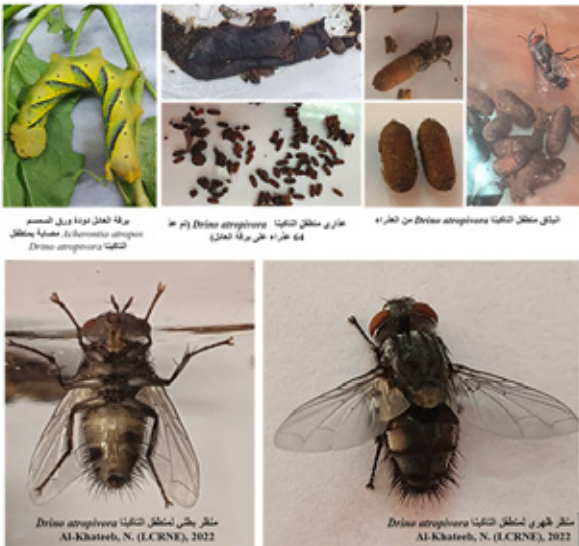 يرقة العائل دودة ورق السمسم
Acherontia atropos مصابة بمتطفل
التاكينا Drino atropivora
عذارى متطفل التاكينا Drino atropivora (تم عد
64 عذراء على يرقة العائل)
انبثاق متطفل التاكينا Drino atropivora من العذراء
منظر بطني لمتطفل التاكينا Drino atropivora
Al-Khateeb, N. (LCRNE), 2022
منظر ظهري لمتطفل التاكينا Drino atropivora
Al-Khateeb, N. (LCRNE), 2022